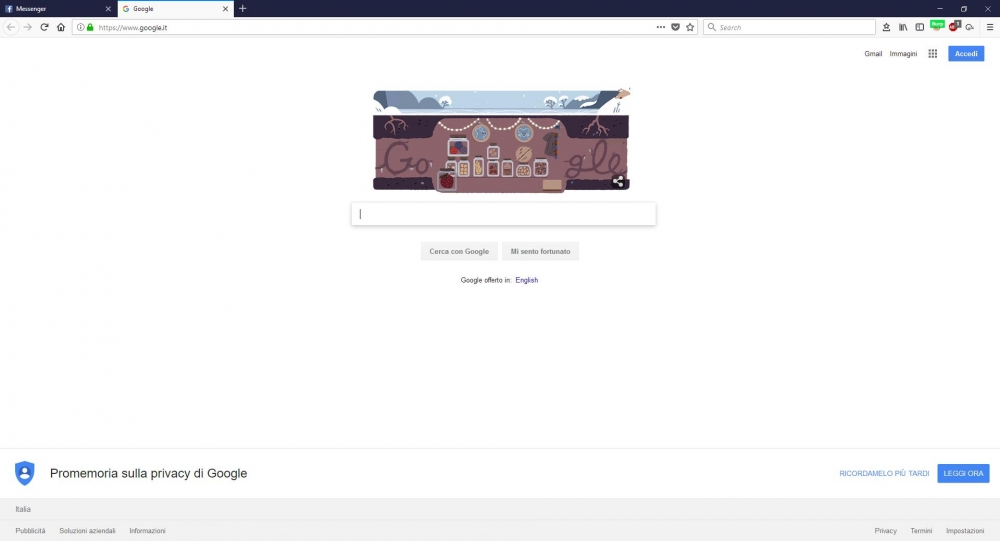 Messenger
Google
https://www.google.it
Search
Gmail Immagini Accedi
Google
Cerca con Google Mi sento fortunato
Google offerto in: English
Promemoria sulla privacy di Google
RICORDAMELO PIÙ TARDI LEGGI ORA
Italia
Pubblicità Soluzioni aziendali Informazioni Privacy Termini Impostazioni